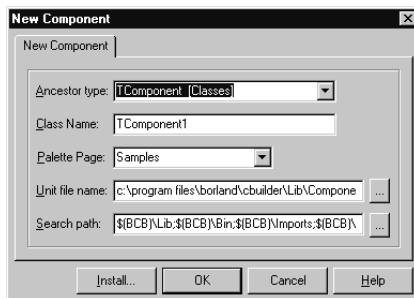 New Component
New Component
Ancestor type: TComponent [Classes]
Class Name: TComponent1
Palette Page: Samples
Unit file name: c:\program files\borland\cbuilder\Lib\Compone ...
Search path: $(BCB)\Lib;$(BCB)\Bin;$(BCB)\Imports;$(BCB)\ ...
Install... OK Cancel Help